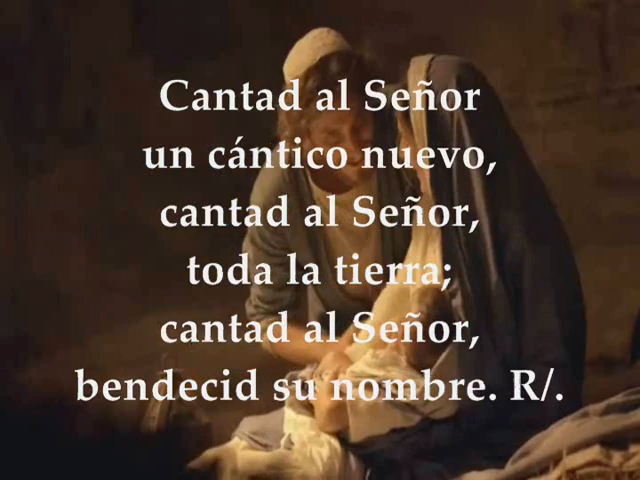 Cantad al Señor
un cántico nuevo,
cantad al Señor,
toda la tierra;
cantad al Señor,
bendecid su nombre. R/.